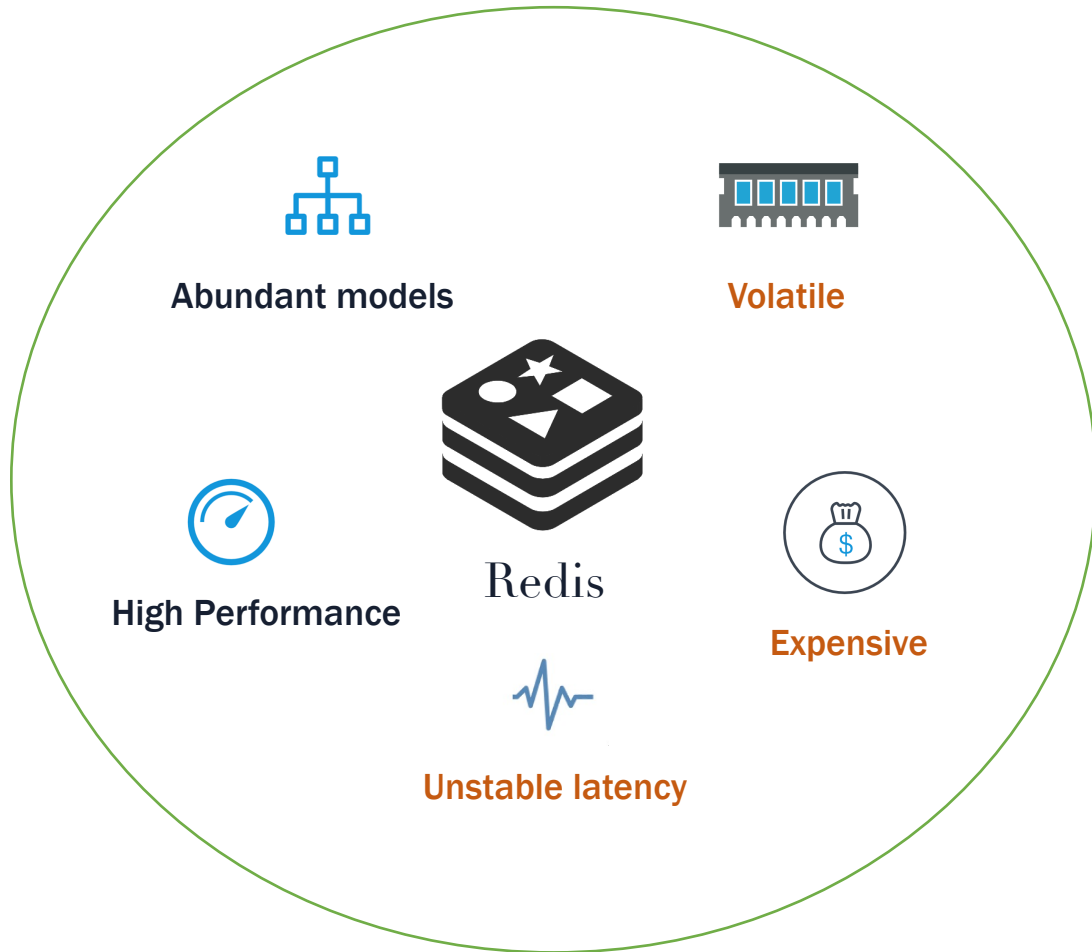 Abundant models
Volatile
Redis
High Performance
$
Expensive
Unstable latency